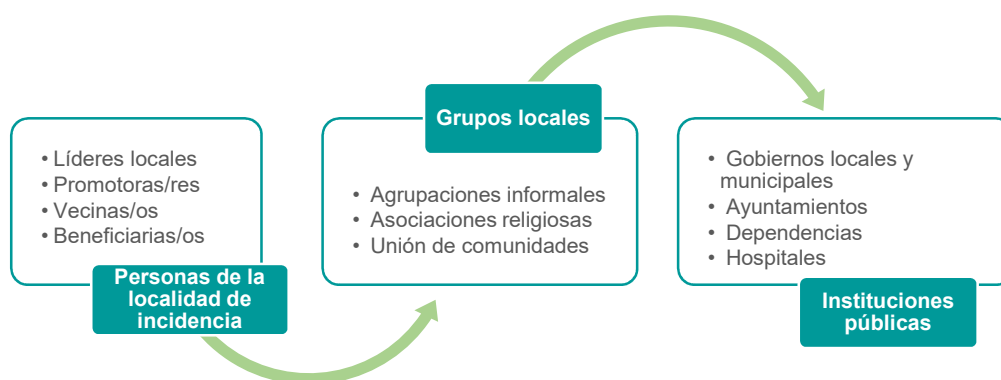 • Líderes locales
• Promotoras/res
• Vecinas/os
• Beneficiarias/os
Personas de la
localidad de
incidencia
Grupos locales
• Agrupaciones informales
• Asociaciones religiosas
• Unión de comunidades
• Gobiernos locales y
municipales
• Ayuntamientos
• Dependencias
• Hospitales
Instituciones
públicas